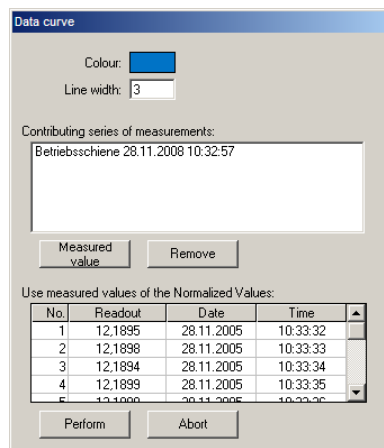 Data curve
Colour:
Line width: 3
Contributing series of measurements:
Betriebsschiene 28.11.2008 10:32:57
Measured
value
Remove
Use measured values of the Normalized Values:
No. Readout Date Time
1 12,1895 28.11.2005 10:33:32
2 12,1898 28.11.2005 10:33:33
3 12,1894 28.11.2005 10:33:34
4 12,1899 28.11.2005 10:33:35
Perform Abort